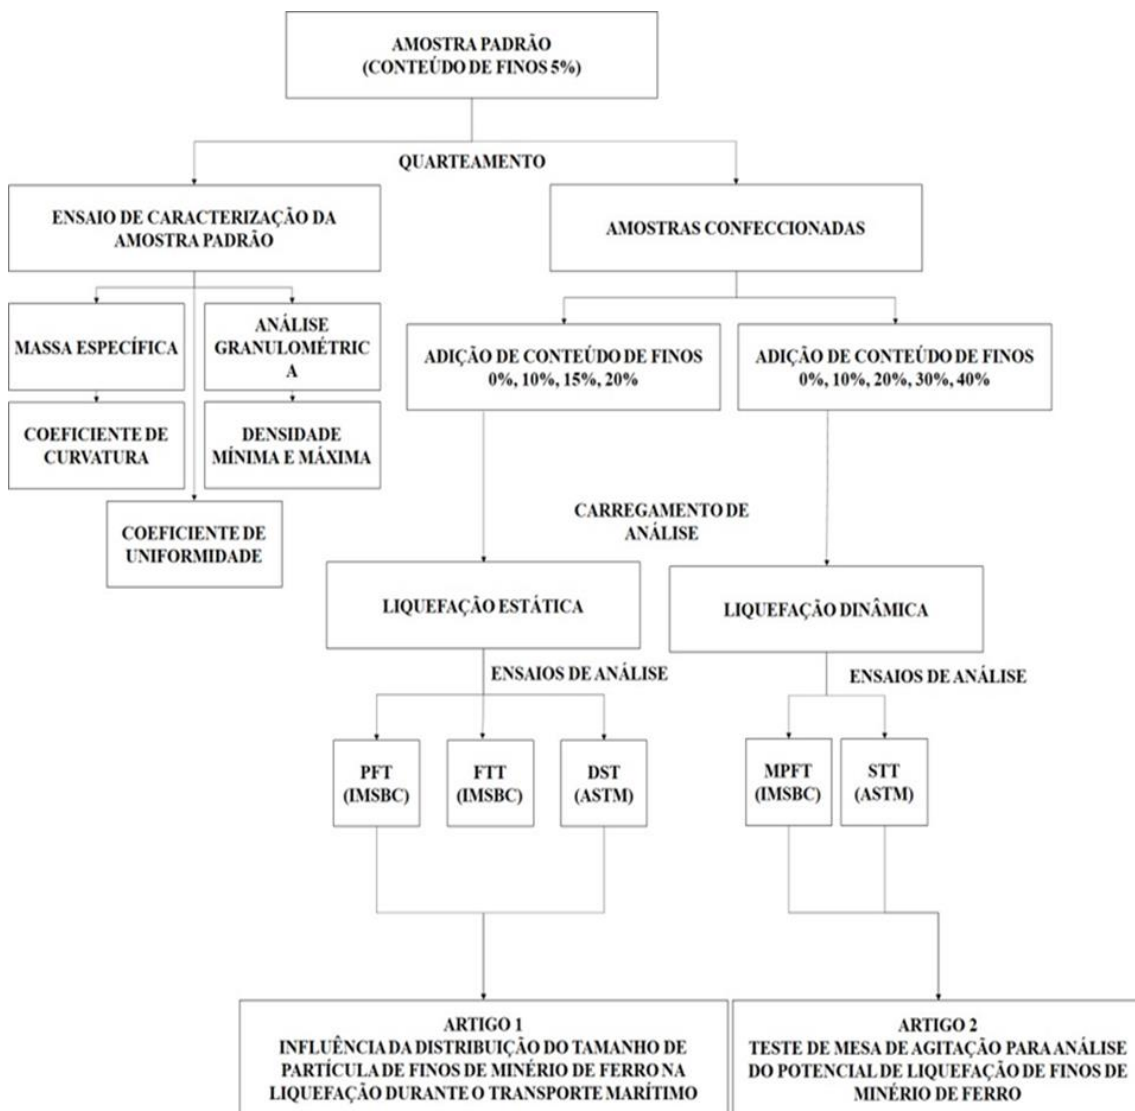 AMOSTRA PADRÃO
(CONTEÚDO DE FINOS 5%)
QUARTEAMENTO
ENSAIO DE CARACTERIZAÇÃO DA
AMOSTRA PADRÃO
AMOSTRAS CONFECCIONADAS
MASSA ESPECÍFICA
ANÁLISE
GRANULOMÉTRIC
A
ADIÇÃO DE CONTEÚDO DE FINOS
0%, 10%, 15%, 20%
ADIÇÃO DE CONTEÚDO DE FINOS
0%, 10%, 20%, 30%, 40%
COEFICIENTE DE
CURVATURA
DENSIDADE
MÍNIMA E MÁXIMA
COEFICIENTE DE
UNIFORMIDADE
CARREGAMENTO DE
ANÁLISE
LIQUEFAÇÃO ESTÁTICA
LIQUEFAÇÃO DINÂMICA
ENSAIOS DE ANÁLISE
ENSAIOS DE ANÁLISE
PFT
(IMSBC)
FTT
(IMSBC)
DST
(ASTM)
MPFT
(IMSBC)
STT
(ASTM)
ARTIGO 1
INFLUÊNCIA DA DISTRIBUIÇÃO DO TAMANHO DE
PARTÍCULA DE FINOS DE MINÉRIO DE FERRO NA
LIQUEFAÇÃO DURANTE O TRANSPORTE MARÍTIMO
ARTIGO 2
TESTE DE MESA DE AGITAÇÃO PARA ANÁLISE
DO POTENCIAL DE LIQUEFAÇÃO DE FINOS DE
MINÉRIO DE FERRO